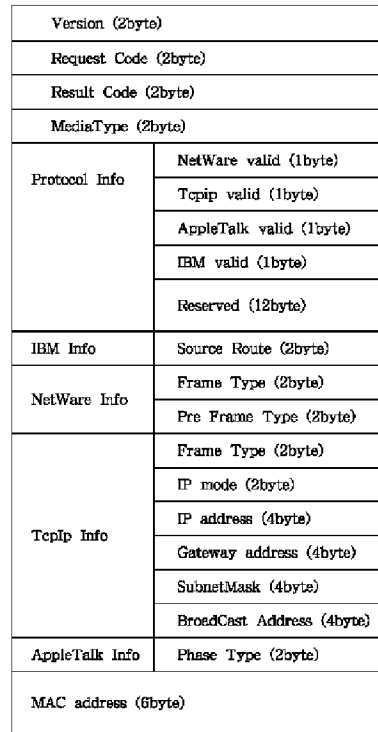 Version (2byte)
Request Code (2byte)
Result Code (2byte)
MediaType (2byte)
Protocol Info
NetWare valid (1byte)
Tcpip valid (1byte)
AppleTalk valid (1byte)
IBM valid (1byte)
Reserved (12byte)
IBM Info
Source Route (2byte)
NetWare Info
Frame Type (2byte)
Pre Frame Type (2byte)
TcpIp Info
Frame Type (2byte)
IP mode (2byte)
IP address (4byte)
Gateway address (4byte)
SubnetMask (4byte)
BroadCast Address (4byte)
AppleTalk Info
Phase Type (2byte)
MAC address (6byte)